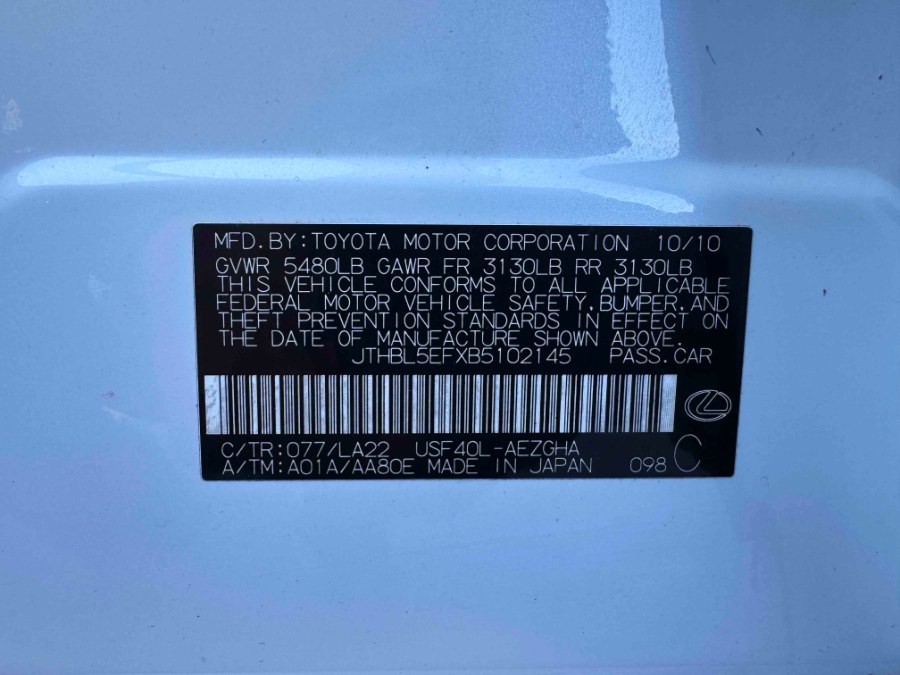 MFD.BY:TOYOTA MOTOR CORPORATION 10/10
GVWR 5480LB GAWR FR 3130LB RR 3130LB
THIS VEHICLE CONFORMS TO ALL APPLICABLE
FEDERAL MOTOR VEHICLE SAFETY,BUMPER,AND
THEFT PREVENTION STANDARDS IN EFFECT ON
THE DATE OF MANUFACTURE SHOWN ABOVE.
JTHBL5EFXB5102145 PASS.CAR
C/TR:077/LA22 USF40L-AEZGHA
A/TM:A01A/AA80E MADE IN JAPAN 098 C